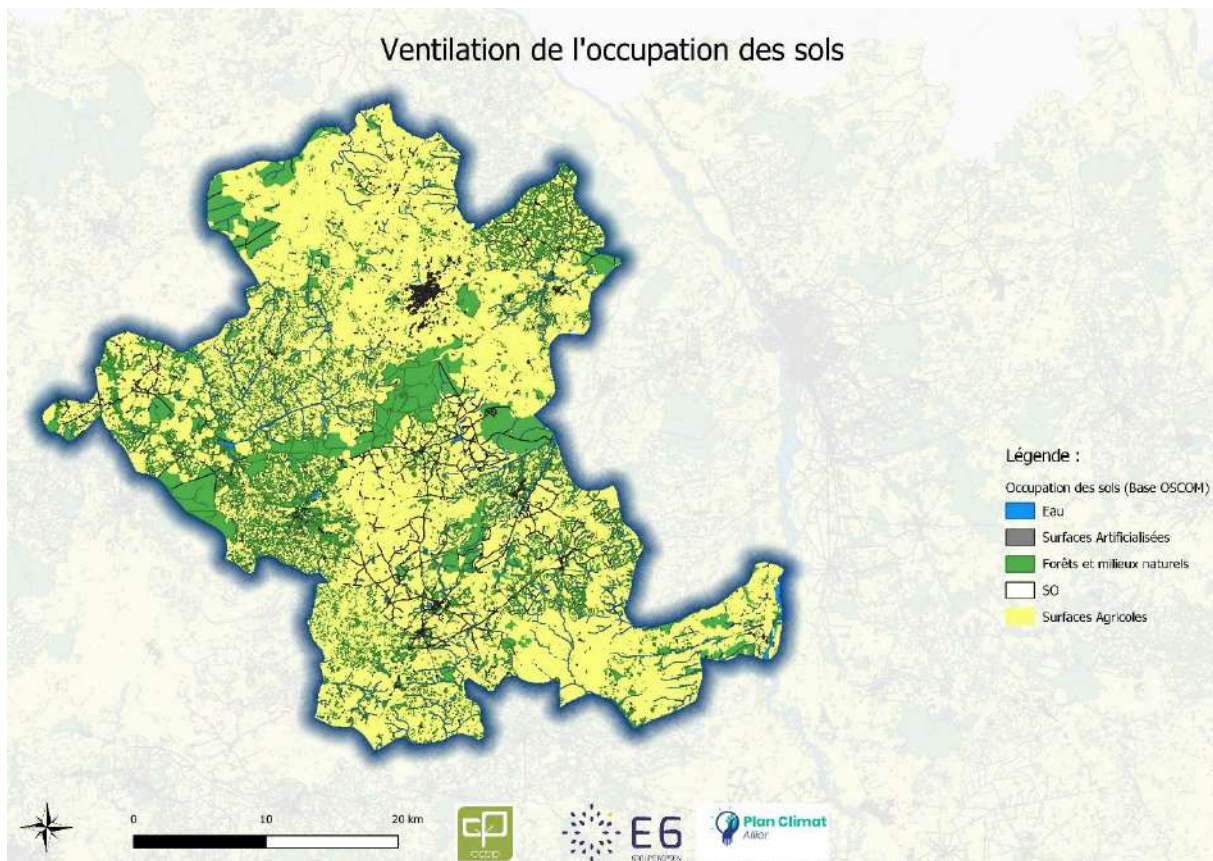 Ventilation de l'occupation des sols
Légende :
Occupation des sols (Base OSCOM)
Eau
Surfaces Artificialisées
Forêts et milieux naturels
SO
Surfaces Agricoles
0 10 20 km
E6
Plan Climat
Allier